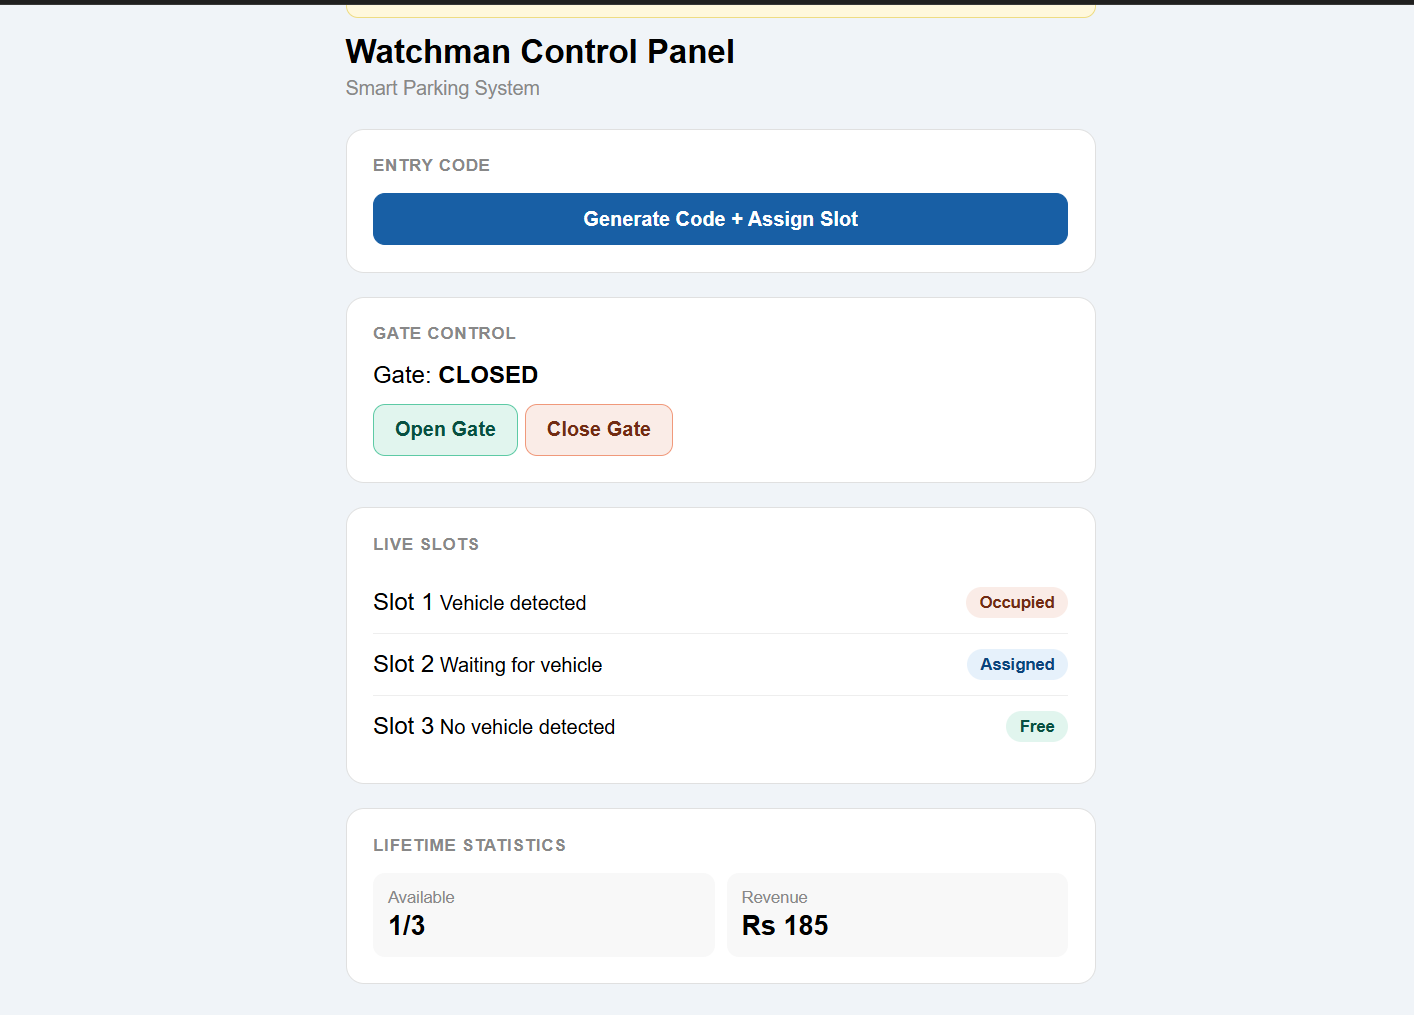 Watchman Control Panel
Smart Parking System
ENTRY CODE
Generate Code + Assign Slot
GATE CONTROL
Gate: CLOSED
Open Gate Close Gate
LIVE SLOTS
Slot 1 Vehicle detected Occupied
Slot 2 Waiting for vehicle Assigned
Slot 3 No vehicle detected Free
LIFETIME STATISTICS
Available Revenue
1/3 Rs 185